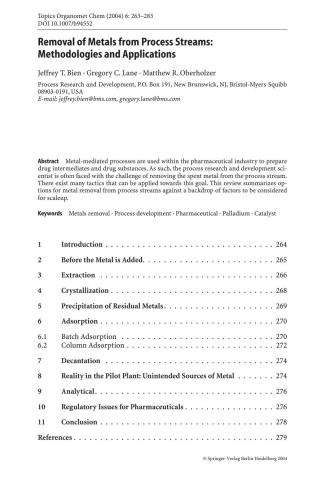 Topics Organomet Chem (2004) 6: 263–283
DOI 10.1007/b94552
Removal of Metals from Process Streams:
Methodologies and Applications
Jeffrey T. Bien · Gregory C. Lane · Matthew R. Oberholzer
Process Research and Development, P.O. Box 191, New Brunswick, NJ, Bristol-Myers Squibb
08903-0191, USA
E-mail: jeffrey.bien@bms.com, gregory.lane@bms.com
Abstract Metal-mediated processes are used within the pharmaceutical industry to prepare
drug intermediates and drug substances. As such, the process research and development sci-
entist is often faced with the challenge of removing the spent metal from the process stream.
There exist many tactics that can be applied towards this goal. This review summarizes op-
tions for metal removal from process streams against a backdrop of factors to be considered
for scaleup.
Keywords Metals removal · Process development · Pharmaceutical · Palladium · Catalyst
1 Introduction . . . . . . . . . . . . . . . . . . . . . . . . . . . . . . . . 264
2 Before the Metal is Added. . . . . . . . . . . . . . . . . . . . . . . . . 265
3 Extraction . . . . . . . . . . . . . . . . . . . . . . . . . . . . . . . . . 266
4 Crystallization . . . . . . . . . . . . . . . . . . . . . . . . . . . . . . . 268
5 Precipitation of Residual Metals. . . . . . . . . . . . . . . . . . . . . 269
6 Adsorption . . . . . . . . . . . . . . . . . . . . . . . . . . . . . . . . . 270
6.1 Batch Adsorption . . . . . . . . . . . . . . . . . . . . . . . . . . . . . 270
6.2 Column Adsorption . . . . . . . . . . . . . . . . . . . . . . . . . . . . 272
7 Decantation . . . . . . . . . . . . . . . . . . . . . . . . . . . . . . . . 274
8 Reality in the Pilot Plant: Unintended Sources of Metal . . . . . . . 274
9 Analytical. . . . . . . . . . . . . . . . . . . . . . . . . . . . . . . . . . 276
10 Regulatory Issues for Pharmaceuticals . . . . . . . . . . . . . . . . . 276
11 Conclusion . . . . . . . . . . . . . . . . . . . . . . . . . . . . . . . . . 278
References . . . . . . . . . . . . . . . . . . . . . . . . . . . . . . . . . . . . 279
© Springer-Verlag Berlin Heidelberg 2004